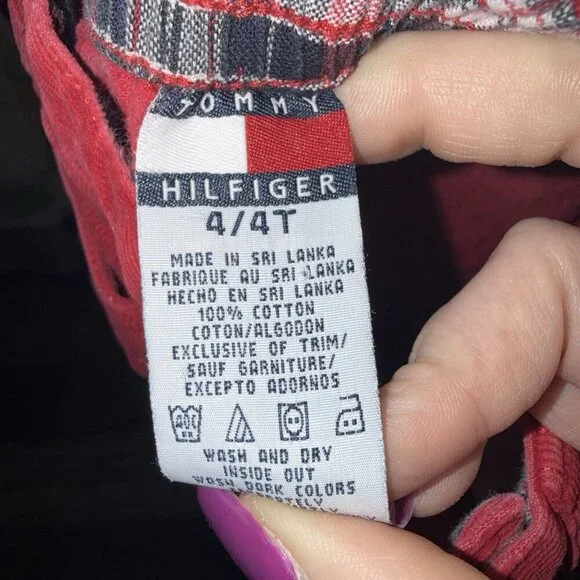 TOMMY
HILFIGER
4/4T
MADE IN SRI LANKA
FABRIQUE AU SRI LANKA
HECHO EN SRI LANKA
100% COTTON
COTON/ALGODON
EXCLUSIVE OF TRIM/
SAUF GARNITURE/
EXCEPTO ADORNOS
WASH AND DRY
INSIDE OUT
WASH DARK COLORS